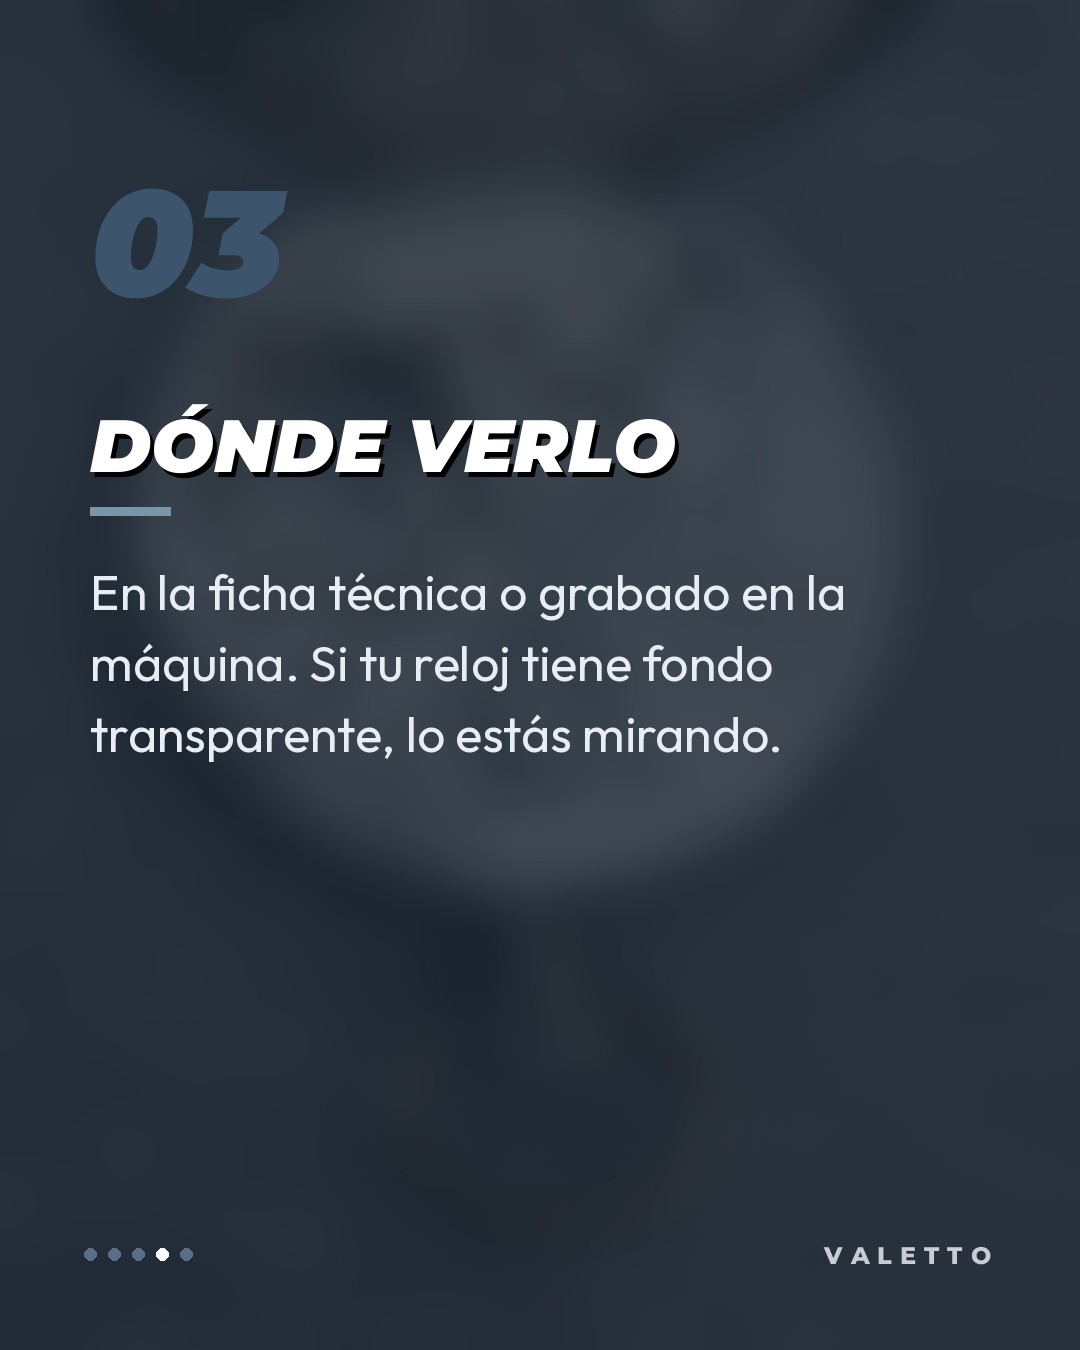 03
DÓNDE VERLO
En la ficha técnica o grabado en la
máquina. Si tu reloj tiene fondo
transparente, lo estás mirando.
VALETTO